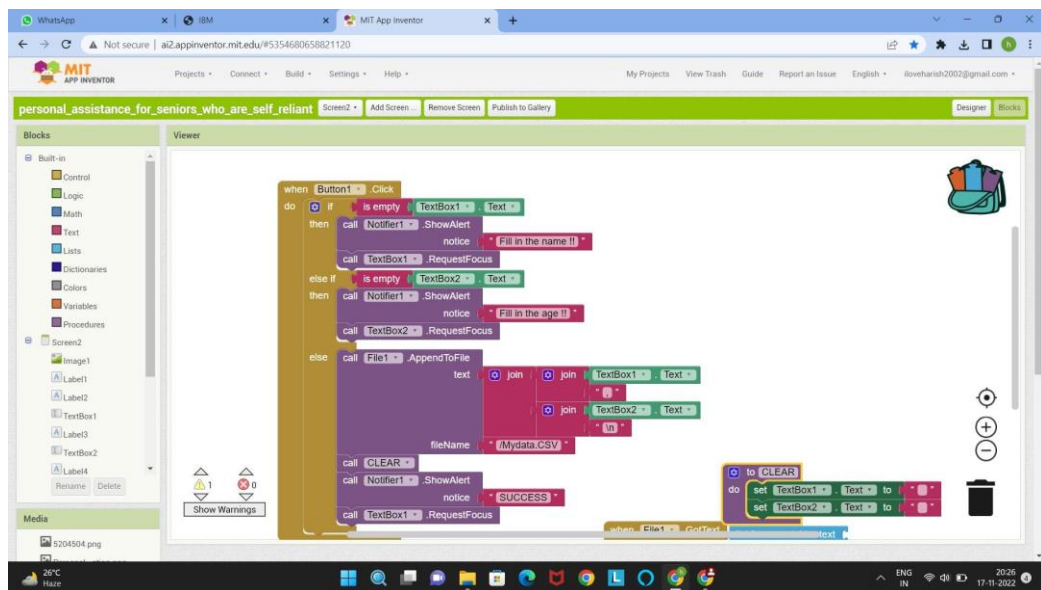 WhatsApp
IBM
MIT App Inventor
Not secure | ai2.appinventor.mit.edu/#5354680658821120
MIT
APP INVENTOR
Projects Connect Build Settings Help My Projects View Trash Guide Report an Issue English iloveharish2002@gmail.com
personal_assistance_for_seniors_who_are_self_reliant Screen2 Add Screen ... Remove Screen Publish to Gallery Designer Blocks
Blocks
Viewer
Built-in
Control
Logic
Math
Text
Lists
Dictionaries
Colors
Variables
Procedures
Screen2
Image1
Label1
Label2
TextBox1
Label3
TextBox2
Label4
Rename Delete
Media
5204504.png
when Button1 .Click
do if is empty TextBox1 . Text
then call Notifier1 .ShowAlert
notice " Fill in the name !! "
call TextBox1 .RequestFocus
else if is empty TextBox2 . Text
then call Notifier1 .ShowAlert
notice " Fill in the age !! "
call TextBox2 .RequestFocus
else call File1 .AppendToFile
text join join TextBox1 . Text
" , "
join TextBox2 . Text
" \n "
fileName " /Mydata.CSV "
call CLEAR
call Notifier1 .ShowAlert
notice " SUCCESS "
call TextBox1 .RequestFocus
to CLEAR
do set TextBox1 . Text to " "
set TextBox2 . Text to " "
when File1 .GotText
text
1 0
Show Warnings
26°C
Haze
ENG
IN
20:26
17-11-2022